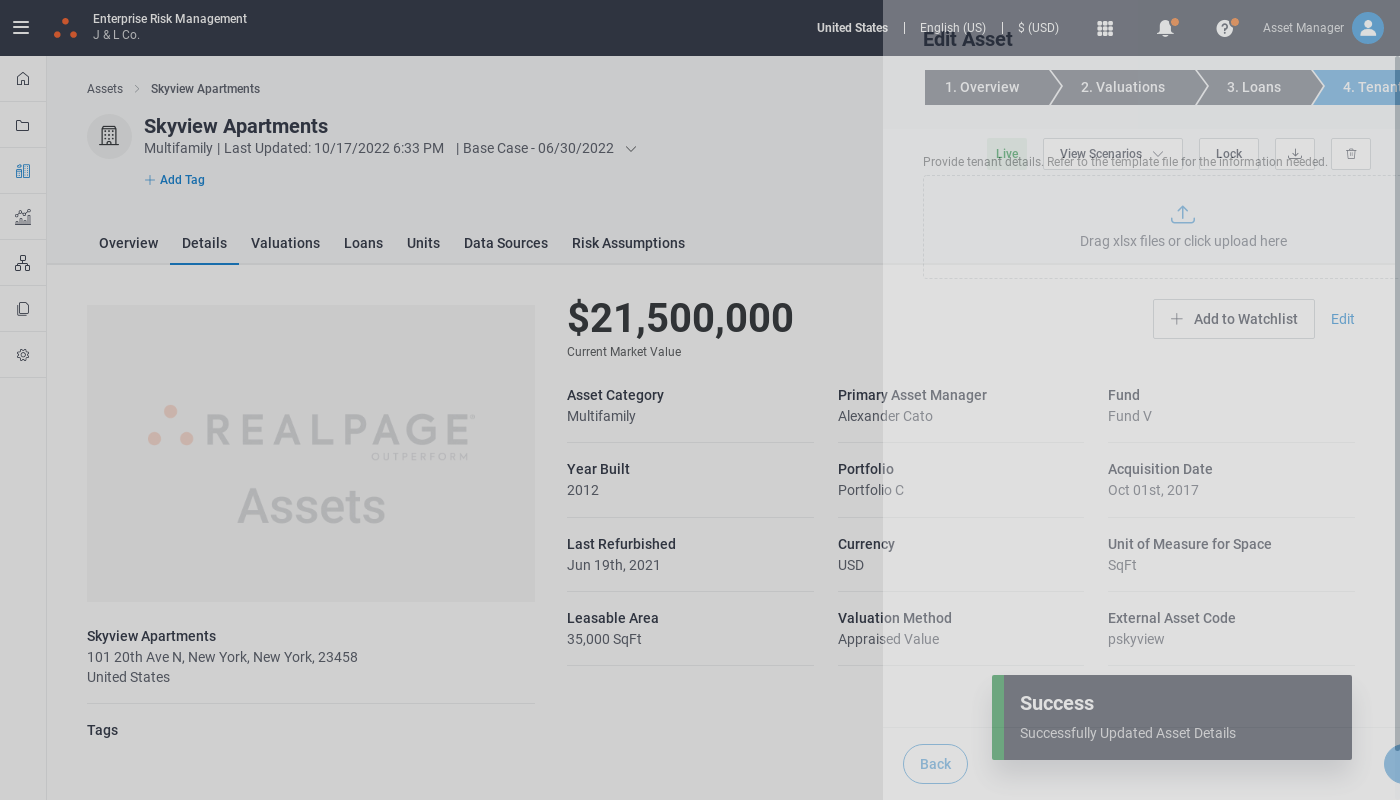 Enterprise Risk Management
J & L Co.
United States
English (US)
$ (USD)
Asset Manager
Edit Asset
1. Overview
2. Valuations
3. Loans
4. Tenant
Assets
Skyview Apartments
Skyview Apartments
Multifamily | Last Updated: 10/17/2022 6:33 PM | Base Case - 06/30/2022
Add Tag
Live
View Scenarios
Lock
Provide tenant details. Refer to the template file for the information needed.
Drag xlsx files or click upload here
Overview
Details
Valuations
Loans
Units
Data Sources
Risk Assumptions
$21,500,000
Current Market Value
Add to Watchlist
Edit
REALPAGE
OUTPERFORM
Assets
Asset Category
Multifamily
Primary Asset Manager
Alexander Cato
Fund
Fund V
Year Built
2012
Portfolio
Portfolio C
Acquisition Date
Oct 01st, 2017
Last Refurbished
Jun 19th, 2021
Currency
USD
Unit of Measure for Space
SqFt
Leasable Area
35,000 SqFt
Valuation Method
Appraised Value
External Asset Code
pskyview
Skyview Apartments
101 20th Ave N, New York, New York, 23458
United States
Tags
Success
Successfully Updated Asset Details
Back